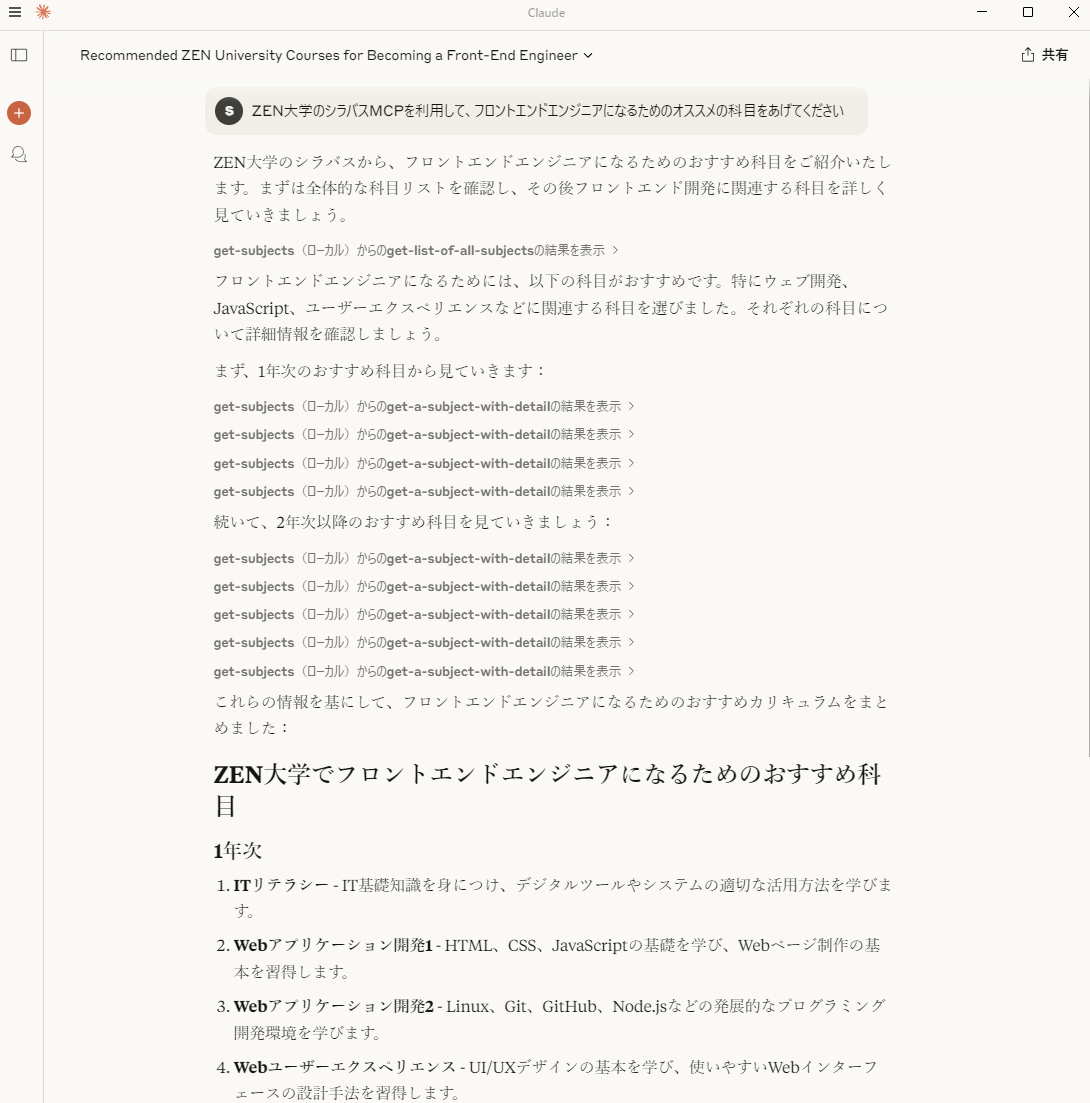 Claude
Recommended ZEN University Courses for Becoming a Front-End Engineer
共有
S ZEN大学のシラバスMCPを利用して、フロントエンドエンジニアになるためのオススメの科目をあげてください
ZEN大学のシラバスから、フロントエンドエンジニアになるためのおすすめ科目をご紹介いたし
ます。まずは全体的な科目リストを確認し、その後フロントエンド開発に関連する科目を詳しく
見ていきましょう。
get-subjects（ローカル）からのget-list-of-all-subjectsの結果を表示
フロントエンドエンジニアになるためには、以下の科目がおすすめです。特にウェブ開発、
JavaScript、ユーザーエクスペリエンスなどに関連する科目を選びました。それぞれの科目につ
いて詳細情報を確認しましょう。
まず、1年次のおすすめ科目から見ていきます：
get-subjects（ローカル）からのget-a-subject-with-detailの結果を表示
get-subjects（ローカル）からのget-a-subject-with-detailの結果を表示
get-subjects（ローカル）からのget-a-subject-with-detailの結果を表示
get-subjects（ローカル）からのget-a-subject-with-detailの結果を表示
続いて、2年次以降のおすすめ科目を見ていきましょう：
get-subjects（ローカル）からのget-a-subject-with-detailの結果を表示
get-subjects（ローカル）からのget-a-subject-with-detailの結果を表示
get-subjects（ローカル）からのget-a-subject-with-detailの結果を表示
get-subjects（ローカル）からのget-a-subject-with-detailの結果を表示
get-subjects（ローカル）からのget-a-subject-with-detailの結果を表示
これらの情報を基にして、フロントエンドエンジニアになるためのおすすめカリキュラムをまと
めました：
ZEN大学でフロントエンドエンジニアになるためのおすすめ科
目
1年次
1. ITリテラシー - IT基礎知識を身につけ、デジタルツールやシステムの適切な活用方法を学びま
す。
2. Webアプリケーション開発1 - HTML、CSS、JavaScriptの基礎を学び、Webページ制作の基
本を習得します。
3. Webアプリケーション開発2 - Linux、Git、GitHub、Node.jsなどの発展的なプログラミング
開発環境を学びます。
4. Webユーザーエクスペリエンス - UI/UXデザインの基本を学び、使いやすいWebインターフ
ェースの設計手法を習得します。